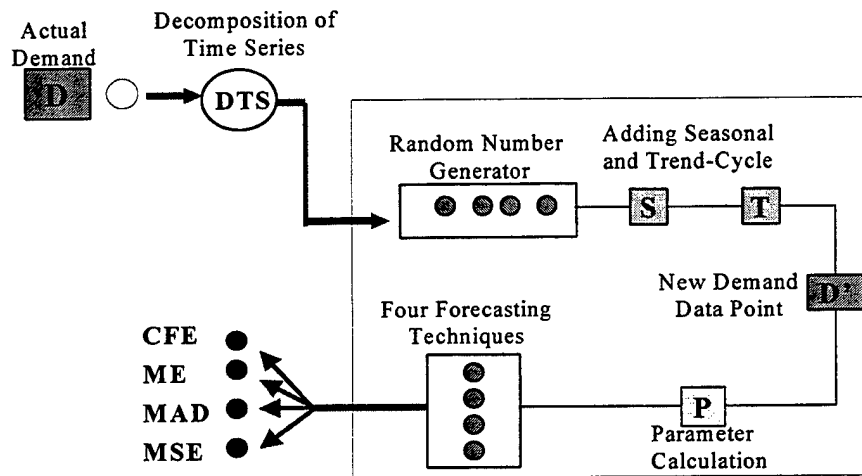 Actual
Demand
D
Decomposition of
Time Series
DTS
Random Number
Generator
Adding Seasonal
and Trend-Cycle
S
T
New Demand
Data Point
D'
Four Forecasting
Techniques
P
Parameter
Calculation
CFE
ME
MAD
MSE